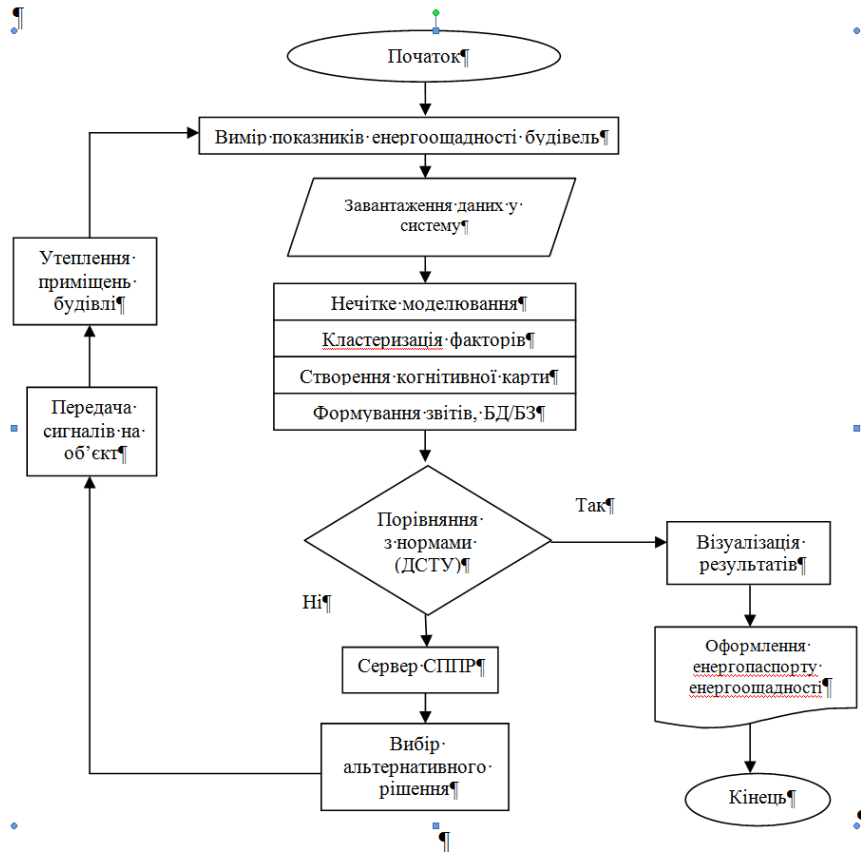 Початок¶
Вимір·показників·енергоощадності·будівель¶
Завантаження·даних·у·
систему¶
Утеплення·
приміщень·
будівлі¶
Нечітке·моделювання¶
Кластеризація·факторів¶
Створення·когнітивної·карти¶
Формування·звітів,·БД/БЗ¶
Передача·
сигналів·на·
об’єкт¶
Порівняння·
з·нормами·
(ДСТУ)¶
Так¶
Візуалізація·
результатів¶
Ні¶
Сервер·СППР¶
Оформлення·
енергопаспорту·
енергоощадності¶
Вибір·
альтернативного·
рішення¶
Кінець¶